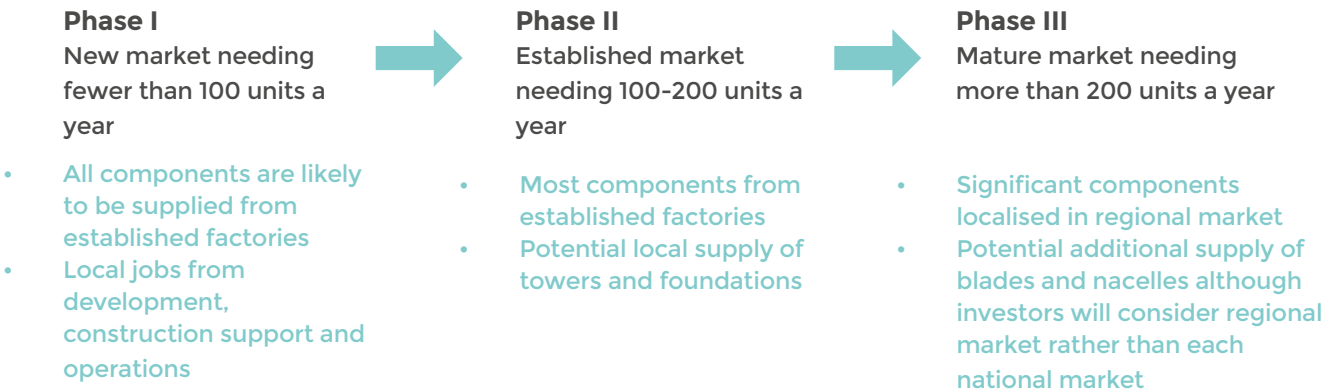 Phase I
New market needing
fewer than 100 units a
year
• All components are likely
to be supplied from
established factories
• Local jobs from
development,
construction support and
operations
Phase II
Established market
needing 100-200 units a
year
• Most components from
established factories
• Potential local supply of
towers and foundations
Phase III
Mature market needing
more than 200 units a year
• Significant components
localised in regional market
• Potential additional supply of
blades and nacelles although
investors will consider regional
market rather than each
national market